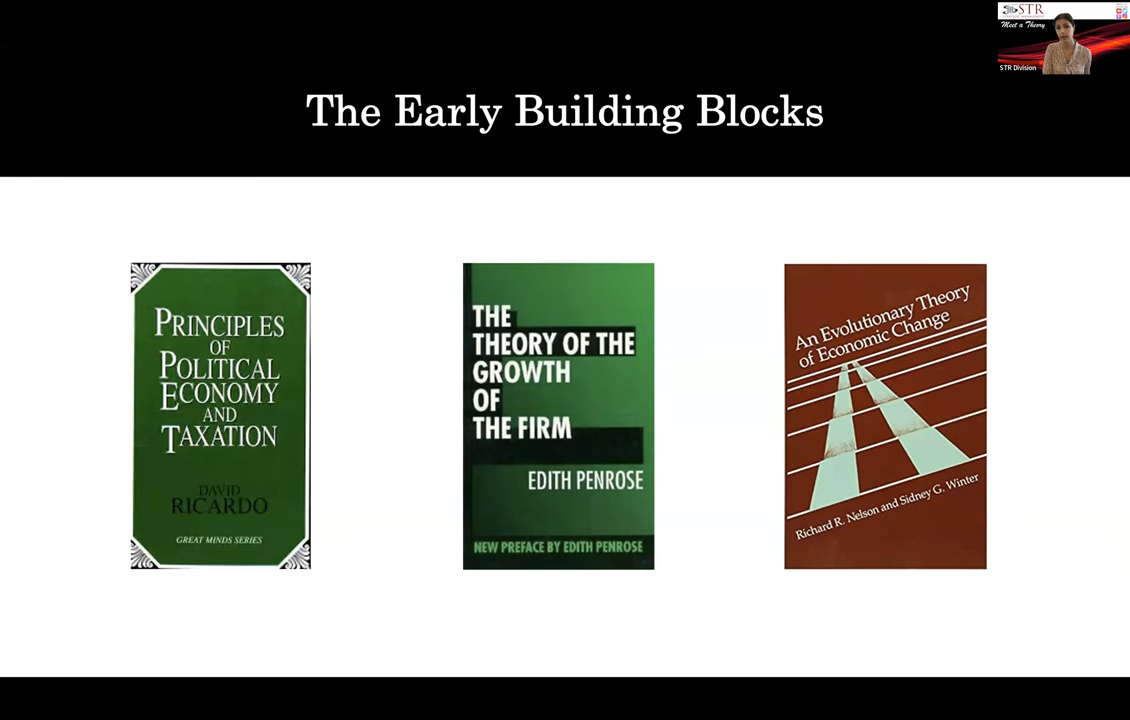 STR
Meet a Theory
STR Division
The Early Building Blocks
PRINCIPLES
OF
POLITICAL
ECONOMY
AND
TAXATION
DAVID
RICARDO
GREAT MINDS SERIES
THE
THEORY OF THE
GROWTH
OF
THE FIRM
EDITH PENROSE
NEW PREFACE BY EDITH PENROSE
An Evolutionary Theory
of Economic Change
Richard R. Nelson and Sidney G. Winter